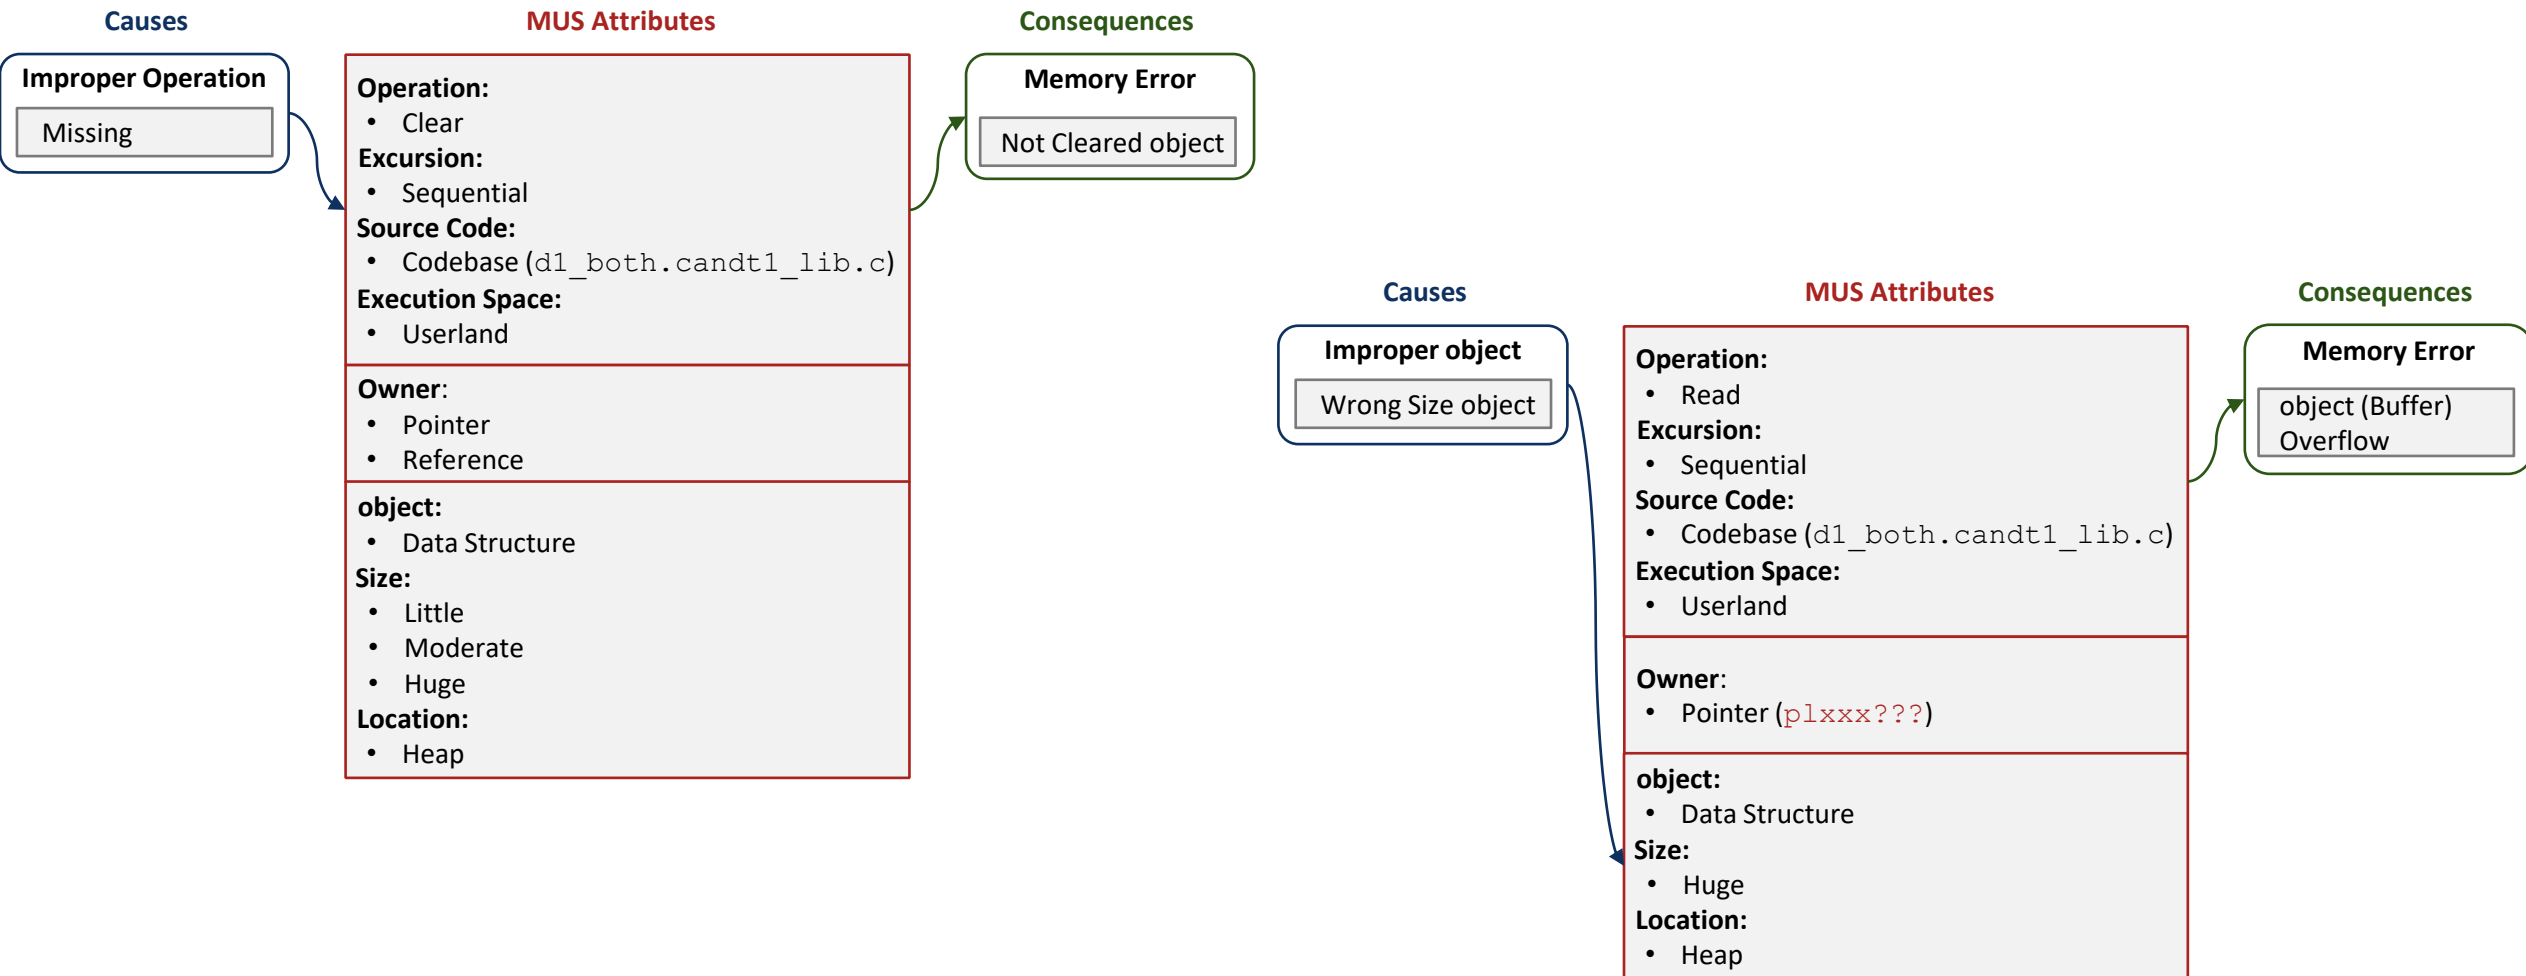 Causes
MUS Attributes
Consequences
Improper Operation
Missing
Operation:
• Clear
Excursion:
• Sequential
Source Code:
• Codebase (d1_both.candt1_lib.c)
Execution Space:
• Userland
Owner:
• Pointer
• Reference
object:
• Data Structure
Size:
• Little
• Moderate
• Huge
Location:
• Heap
Memory Error
Not Cleared object
Causes
MUS Attributes
Consequences
Improper object
Wrong Size object
Operation:
• Read
Excursion:
• Sequential
Source Code:
• Codebase (d1_both.candt1_lib.c)
Execution Space:
• Userland
Owner:
• Pointer (plxxx???)
object:
• Data Structure
Size:
• Huge
Location:
• Heap
Memory Error
object (Buffer)
Overflow